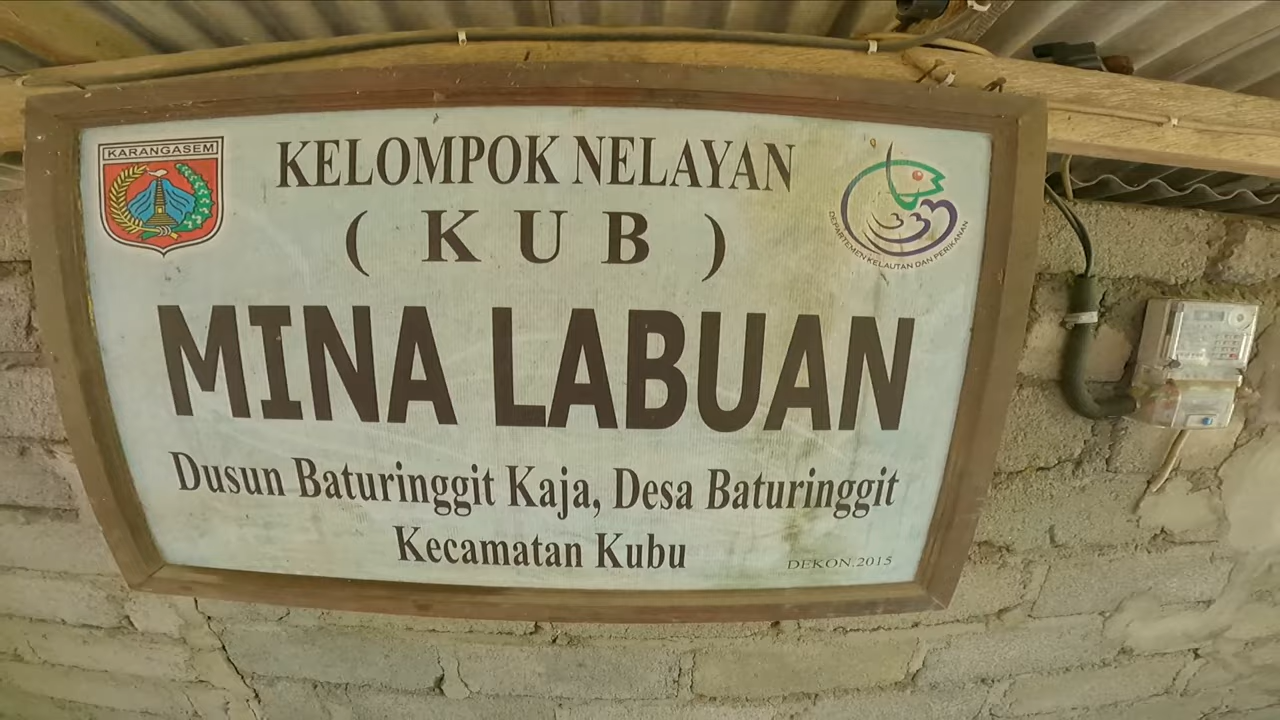 KARANGASEM
KELOMPOK NELAYAN
( K U B )
DEPARTEMEN KELAUTAN DAN PERIKANAN
MINA LABUAN
Dusun Baturinggit Kaja, Desa Baturinggit
Kecamatan Kubu
DEKON.2015